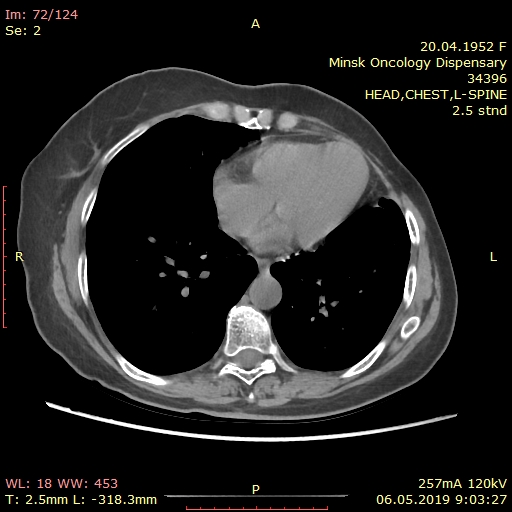 Im: 72/124
Se: 2
A
20.04.1952 F
Minsk Oncology Dispensary
34396
HEAD,CHEST,L-SPINE
2.5 stnd
R
L
WL: 18 WW: 453
T: 2.5mm L: -318.3mm
P
257mA 120kV
06.05.2019 9:03:27